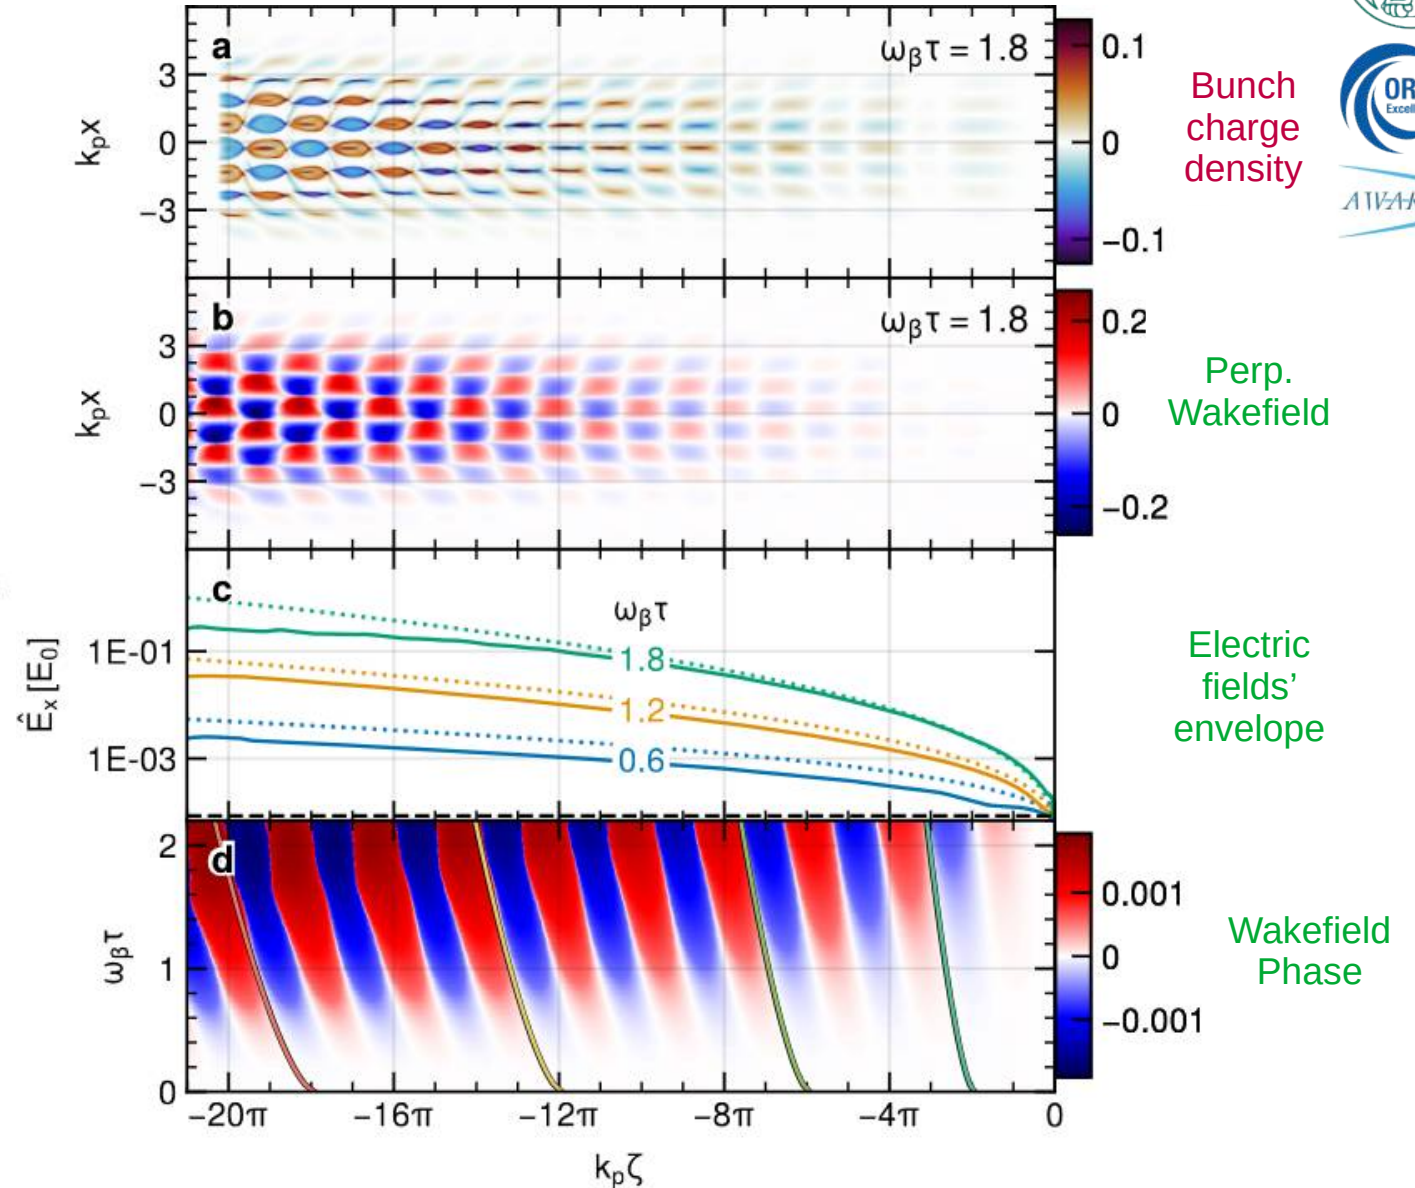 a
ωβτ = 1.8
3
0
−3
kpx
0.1
0
−0.1
Bunch
charge
density
b
ωβτ = 1.8
3
0
−3
kpx
0.2
0
−0.2
Perp.
Wakefield
c
ωβτ
1.8
1.2
0.6
1E-01
1E-03
Êx [E0]
Electric
fields’
envelope
d
2
1
0
ωβτ
0.001
0
−0.001
Wakefield
Phase
−20π −16π −12π −8π −4π 0
kpζ